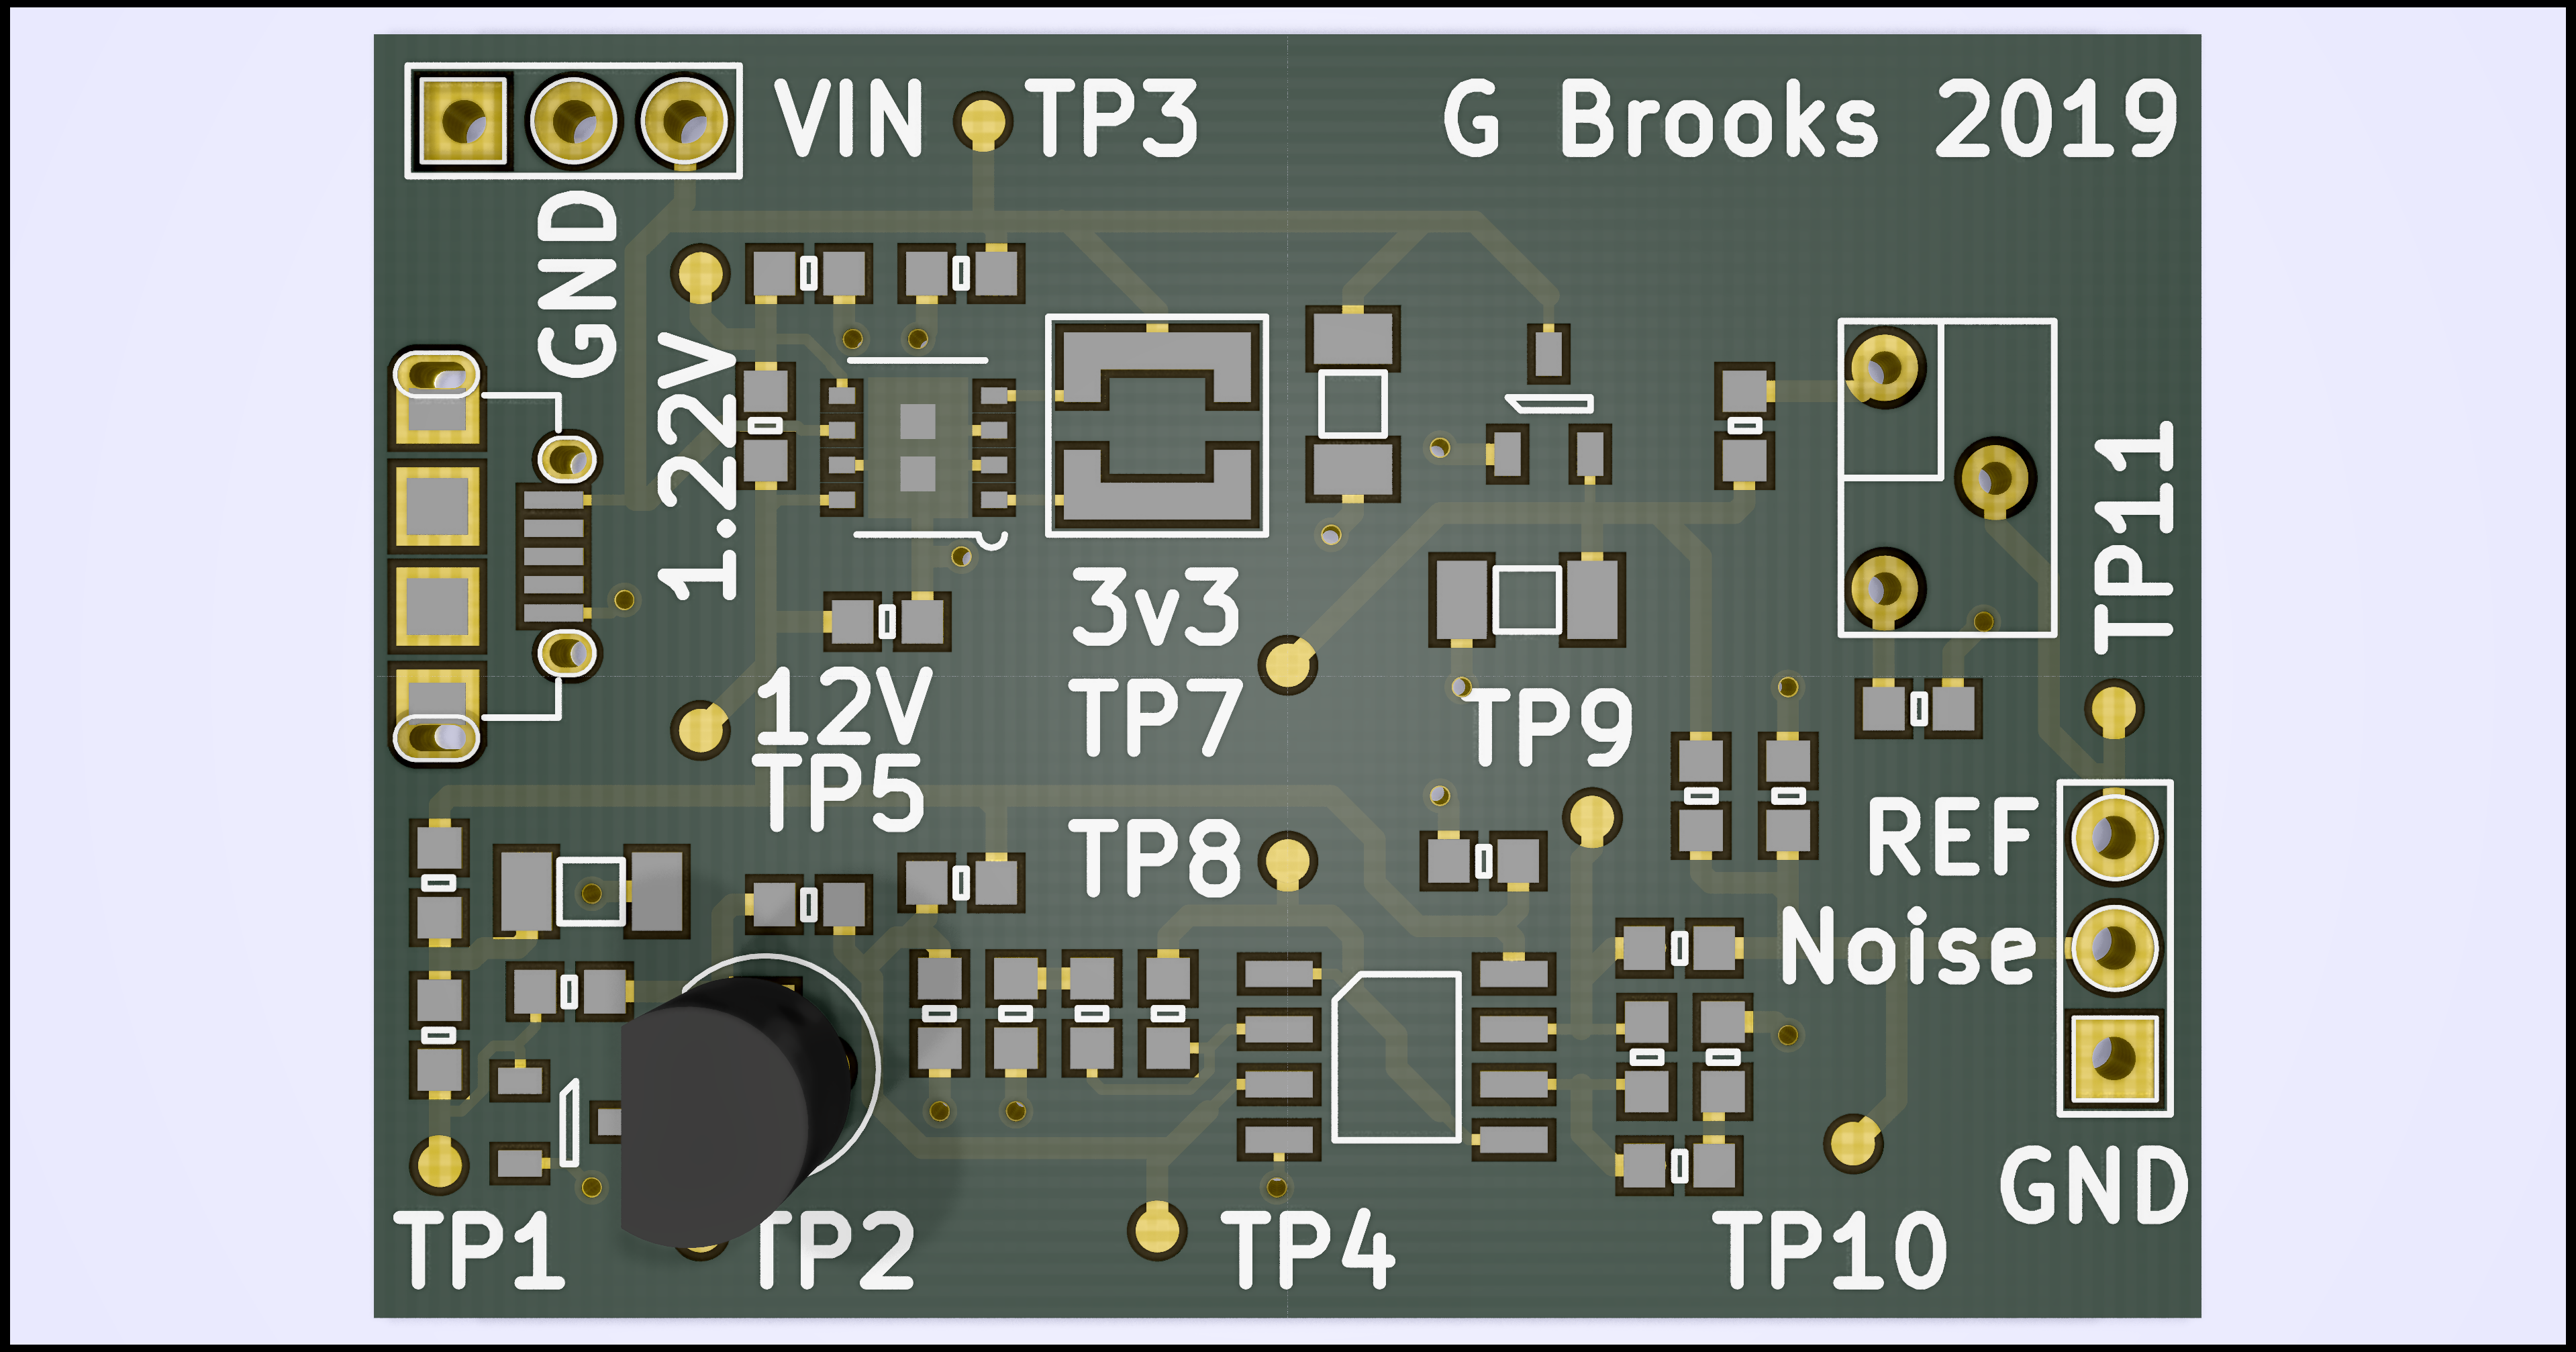 VIN
TP3
G Brooks 2019
GND
1.22V
TP11
3v3
12V
TP7
TP9
TP5
TP8
REF
Noise
GND
TP1
TP2
TP4
TP10